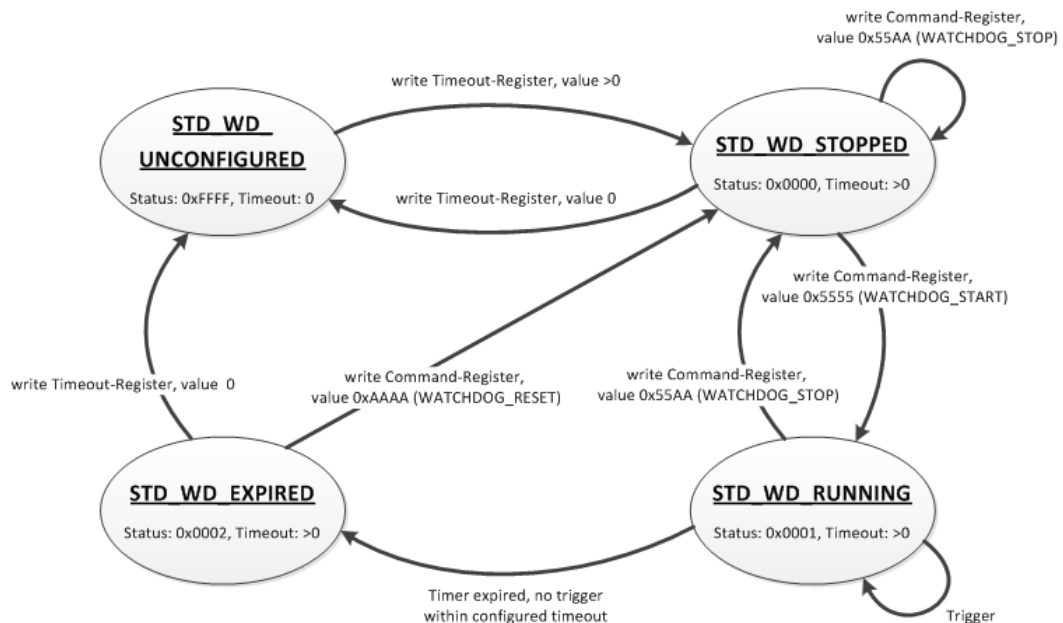 write Command-Register,
value 0x55AA (WATCHDOG_STOP)
write Timeout-Register, value >0
STD_WD_
UNCONFIGURED
Status: 0xFFFF, Timeout: 0
STD_WD_STOPPED
Status: 0x0000, Timeout: >0
write Timeout-Register, value 0
write Command-Register,
value 0x5555 (WATCHDOG_START)
write Timeout-Register, value  0
write Command-Register,
value 0xAAAA (WATCHDOG_RESET)
write Command-Register,
value 0x55AA (WATCHDOG_STOP)
STD_WD_EXPIRED
Status: 0x0002, Timeout: >0
STD_WD_RUNNING
Status: 0x0001, Timeout: >0
Timer expired, no trigger
within configured timeout
Trigger